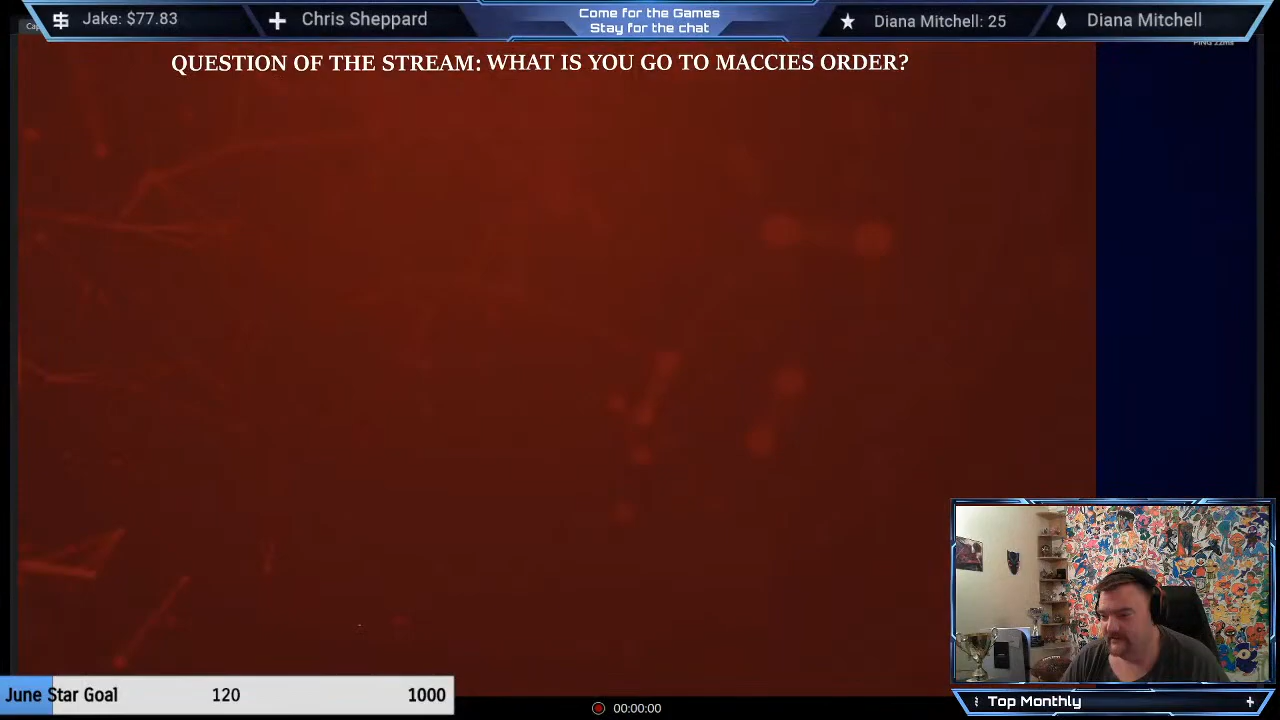 Jake: $77.83
Chris Sheppard
Come for the Games
Stay for the chat
Diana Mitchell: 25
Diana Mitchell
QUESTION OF THE STREAM: WHAT IS YOU GO TO MACCIES ORDER?
June Star Goal 120 1000
00:00:00
Top Monthly